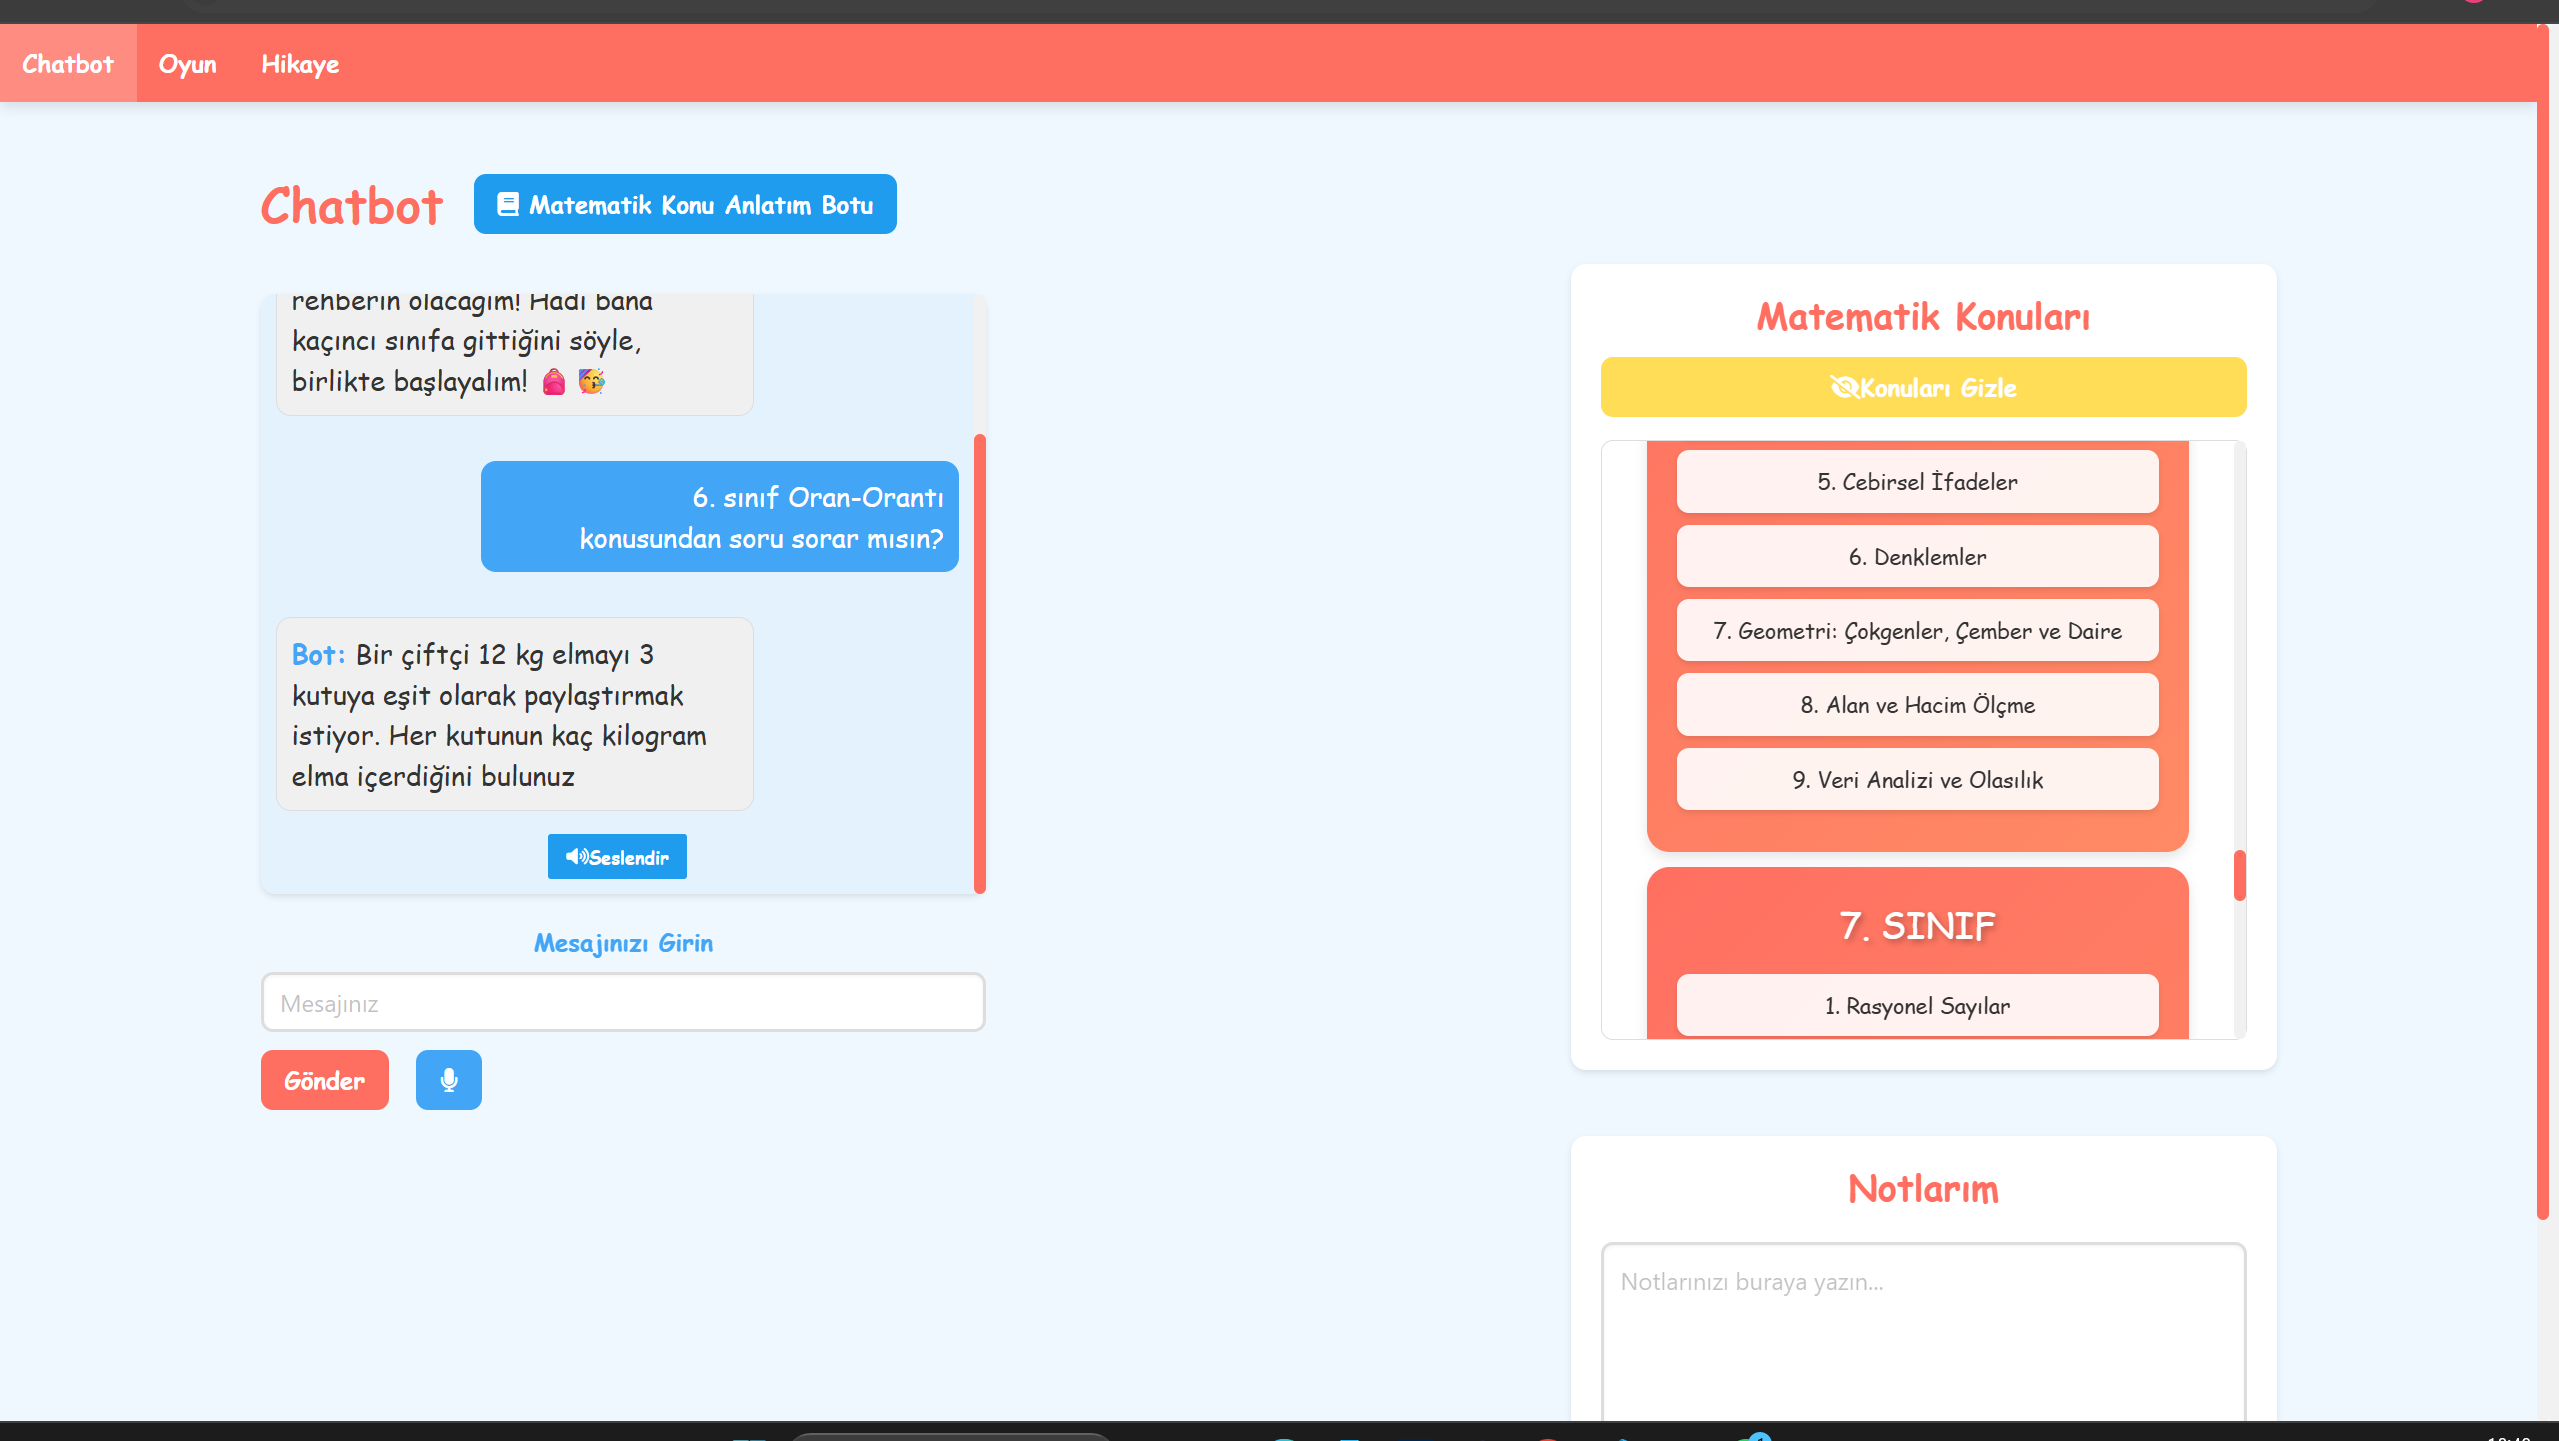 Chatbot
Oyun
Hikaye
Chatbot
Matematik Konu Anlatım Botu
rehberin olacağım! Hadi bana
kaçıncı sınıfa gittiğini söyle,
birlikte başlayalım!
6. sınıf Oran-Orantı
konusundan soru sorar mısın?
Bot: Bir çiftçi 12 kg elmayı 3
kutuya eşit olarak paylaştırmak
istiyor. Her kutunun kaç kilogram
elma içerdiğini bulunuz
Seslendir
Mesajınızı Girin
Mesajınız
Gönder
Matematik Konuları
Konuları Gizle
5. Cebirsel İfadeler
6. Denklemler
7. Geometri: Çokgenler, Çember ve Daire
8. Alan ve Hacim Ölçme
9. Veri Analizi ve Olasılık
7. SINIF
1. Rasyonel Sayılar
Notlarım
Notlarınızı buraya yazın...